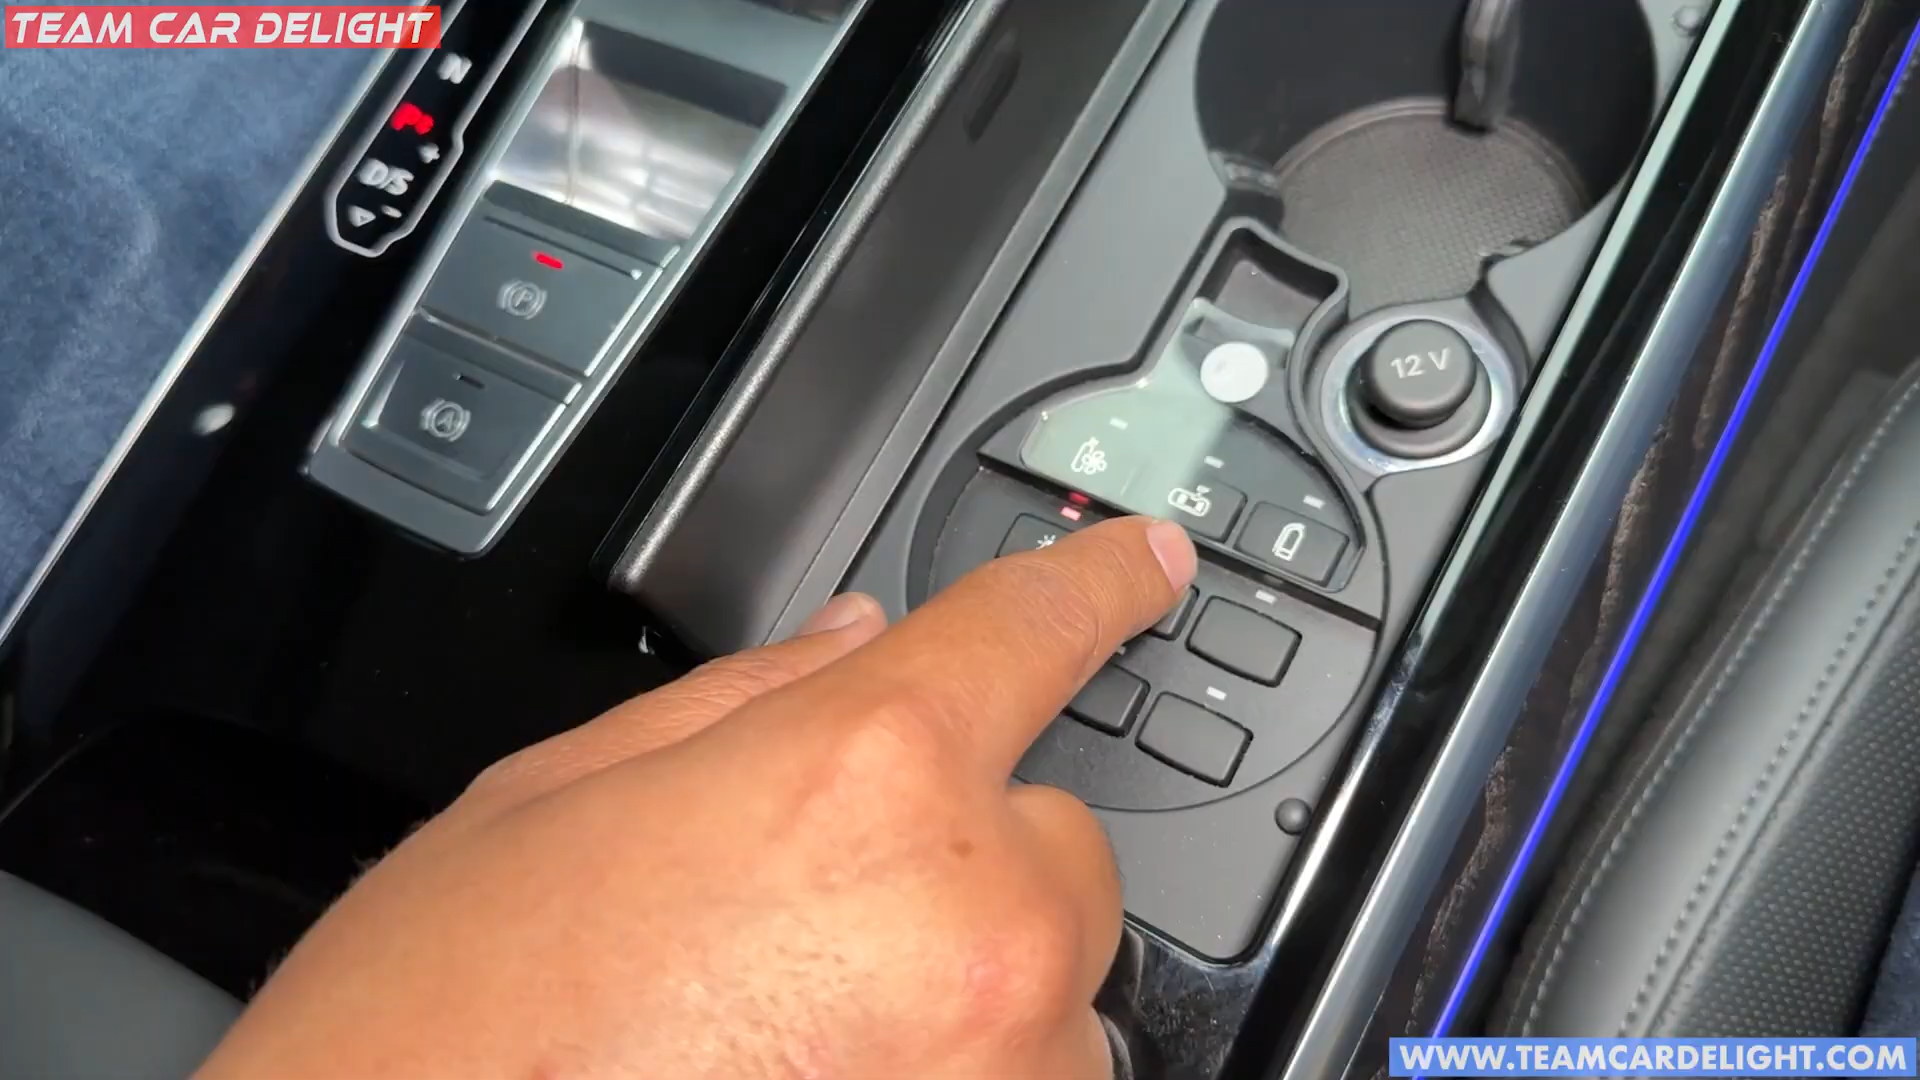 TEAM CAR DELIGHT
N
D/S
P
A
12 V
WWW.TEAMCARDELIGHT.COM